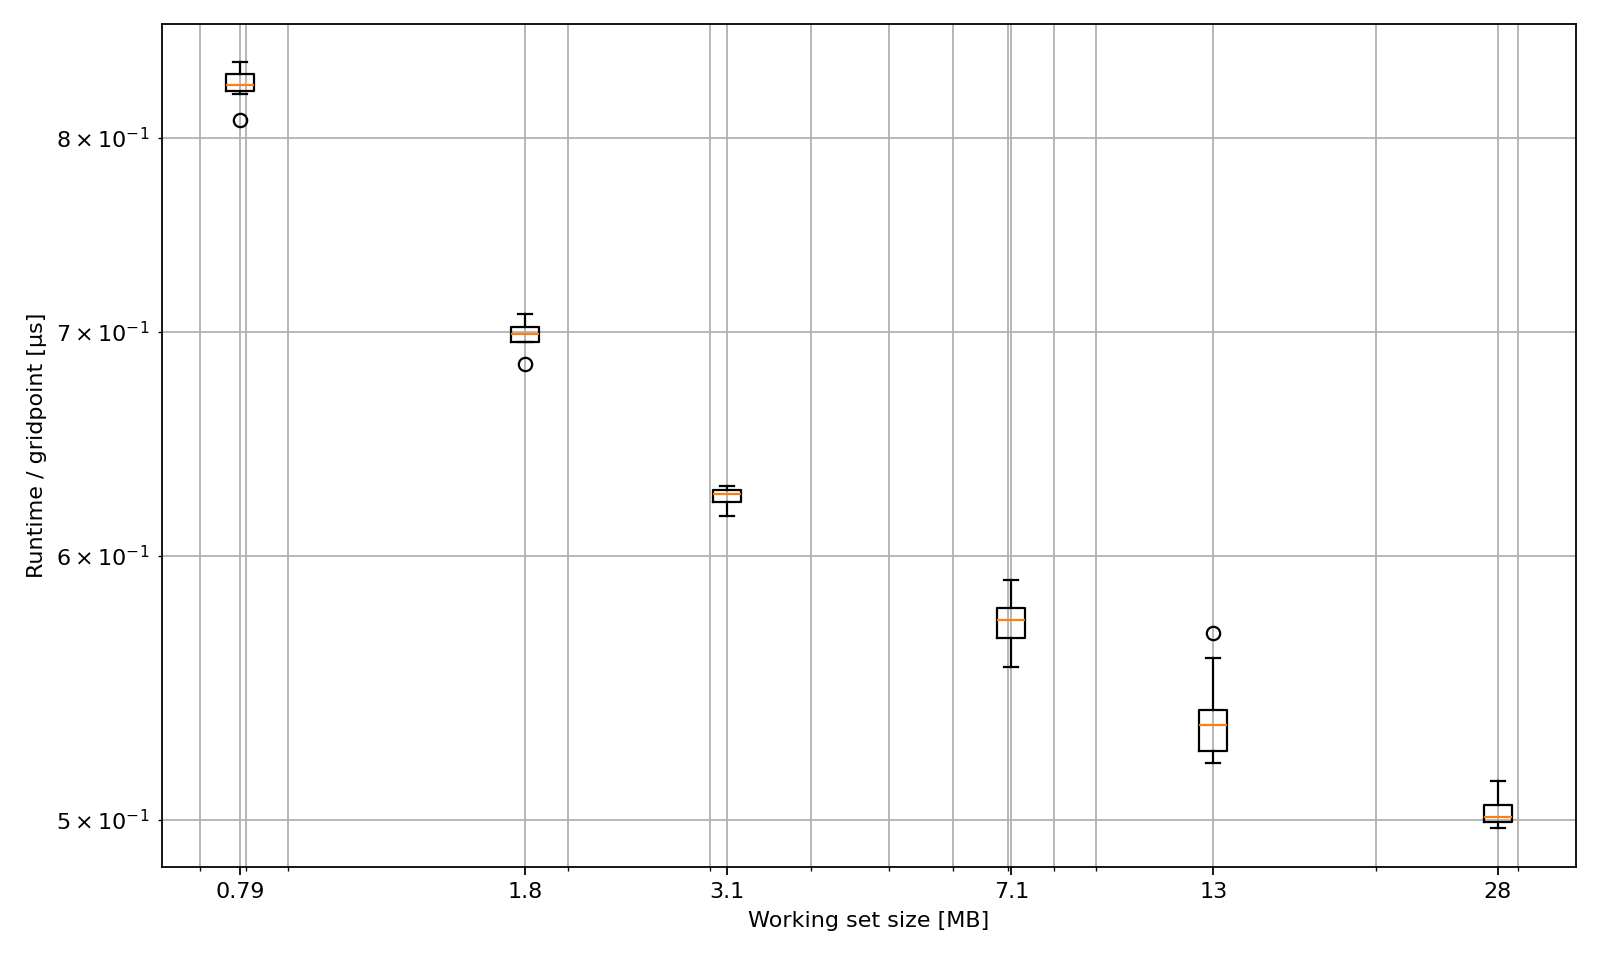 Runtime / gridpoint [µs]
8 × 10⁻¹
7 × 10⁻¹
6 × 10⁻¹
5 × 10⁻¹
0.79 1.8 3.1 7.1 13 28
Working set size [MB]